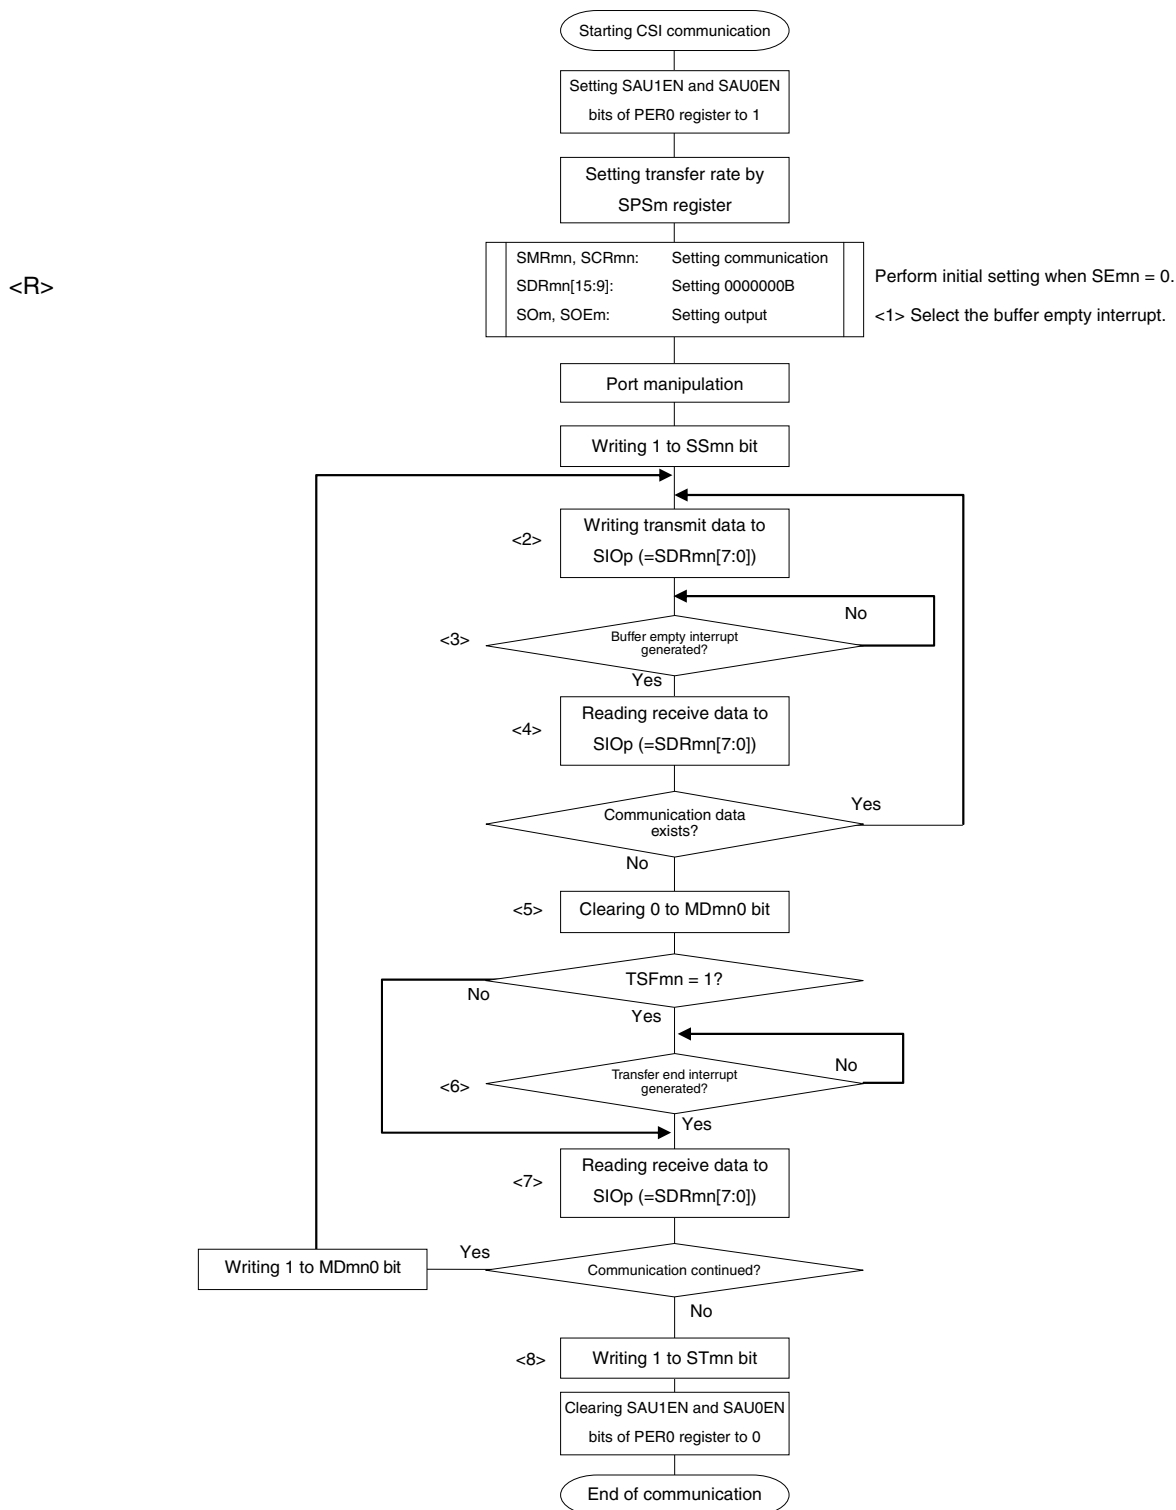 Starting CSI communication
Setting SAU1EN and SAU0EN
bits of PER0 register to 1
Setting transfer rate by
SPSm register
<R>
SMRmn, SCRmn: Setting communication
SDRmn[15:9]: Setting 0000000B
SOm, SOEm: Setting output
Perform initial setting when SEmn = 0.
<1> Select the buffer empty interrupt.
Port manipulation
Writing 1 to SSmn bit
<2>
Writing transmit data to
SIOp (=SDRmn[7:0])
No
<3>
Buffer empty interrupt
generated?
Yes
<4>
Reading receive data to
SIOp (=SDRmn[7:0])
Yes
Communication data
exists?
No
<5>
Clearing 0 to MDmn0 bit
TSFmn = 1?
No
Yes
No
<6>
Transfer end interrupt
generated?
Yes
<7>
Reading receive data to
SIOp (=SDRmn[7:0])
Writing 1 to MDmn0 bit
Yes
Communication continued?
No
<8>
Writing 1 to STmn bit
Clearing SAU1EN and SAU0EN
bits of PER0 register to 0
End of communication